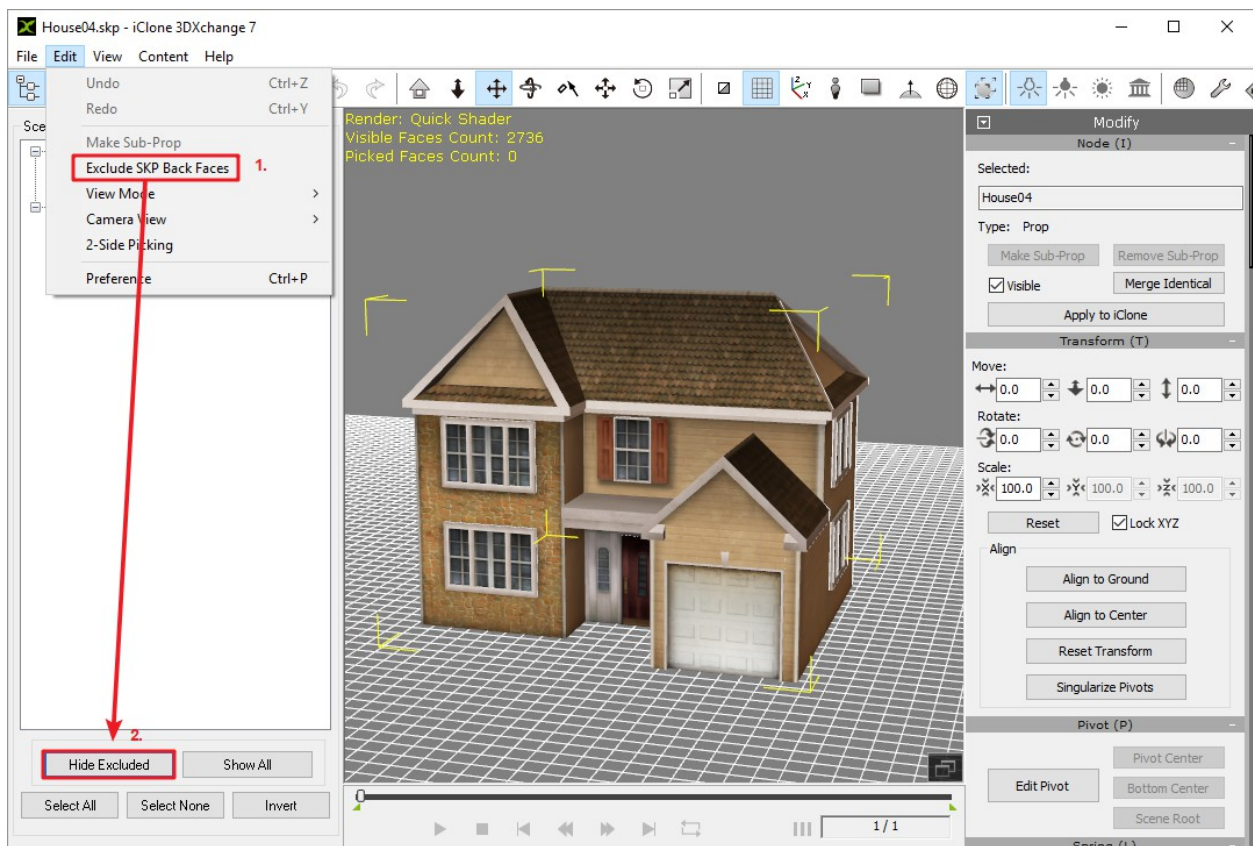 House04.skp - iClone 3DXchange 7
File Edit View Content Help
Undo Ctrl+Z
Redo Ctrl+Y
Make Sub-Prop
Exclude SKP Back Faces 1.
View Mode
Camera View
2-Side Picking
Preference Ctrl+P
Sce
Render: Quick Shader
Visible Faces Count: 2736
Picked Faces Count: 0
2.
Hide Excluded Show All
Select All Select None Invert
1/1
Modify
Node (I)
Selected:
House04
Type: Prop
Make Sub-Prop Remove Sub-Prop
Visible Merge Identical
Apply to iClone
Transform (T)
Move:
0.0 0.0 0.0
Rotate:
0.0 0.0 0.0
Scale:
100.0 100.0 100.0
Reset Lock XYZ
Align
Align to Ground
Align to Center
Reset Transform
Singularize Pivots
Pivot (P)
Pivot Center
Edit Pivot Bottom Center
Scene Root